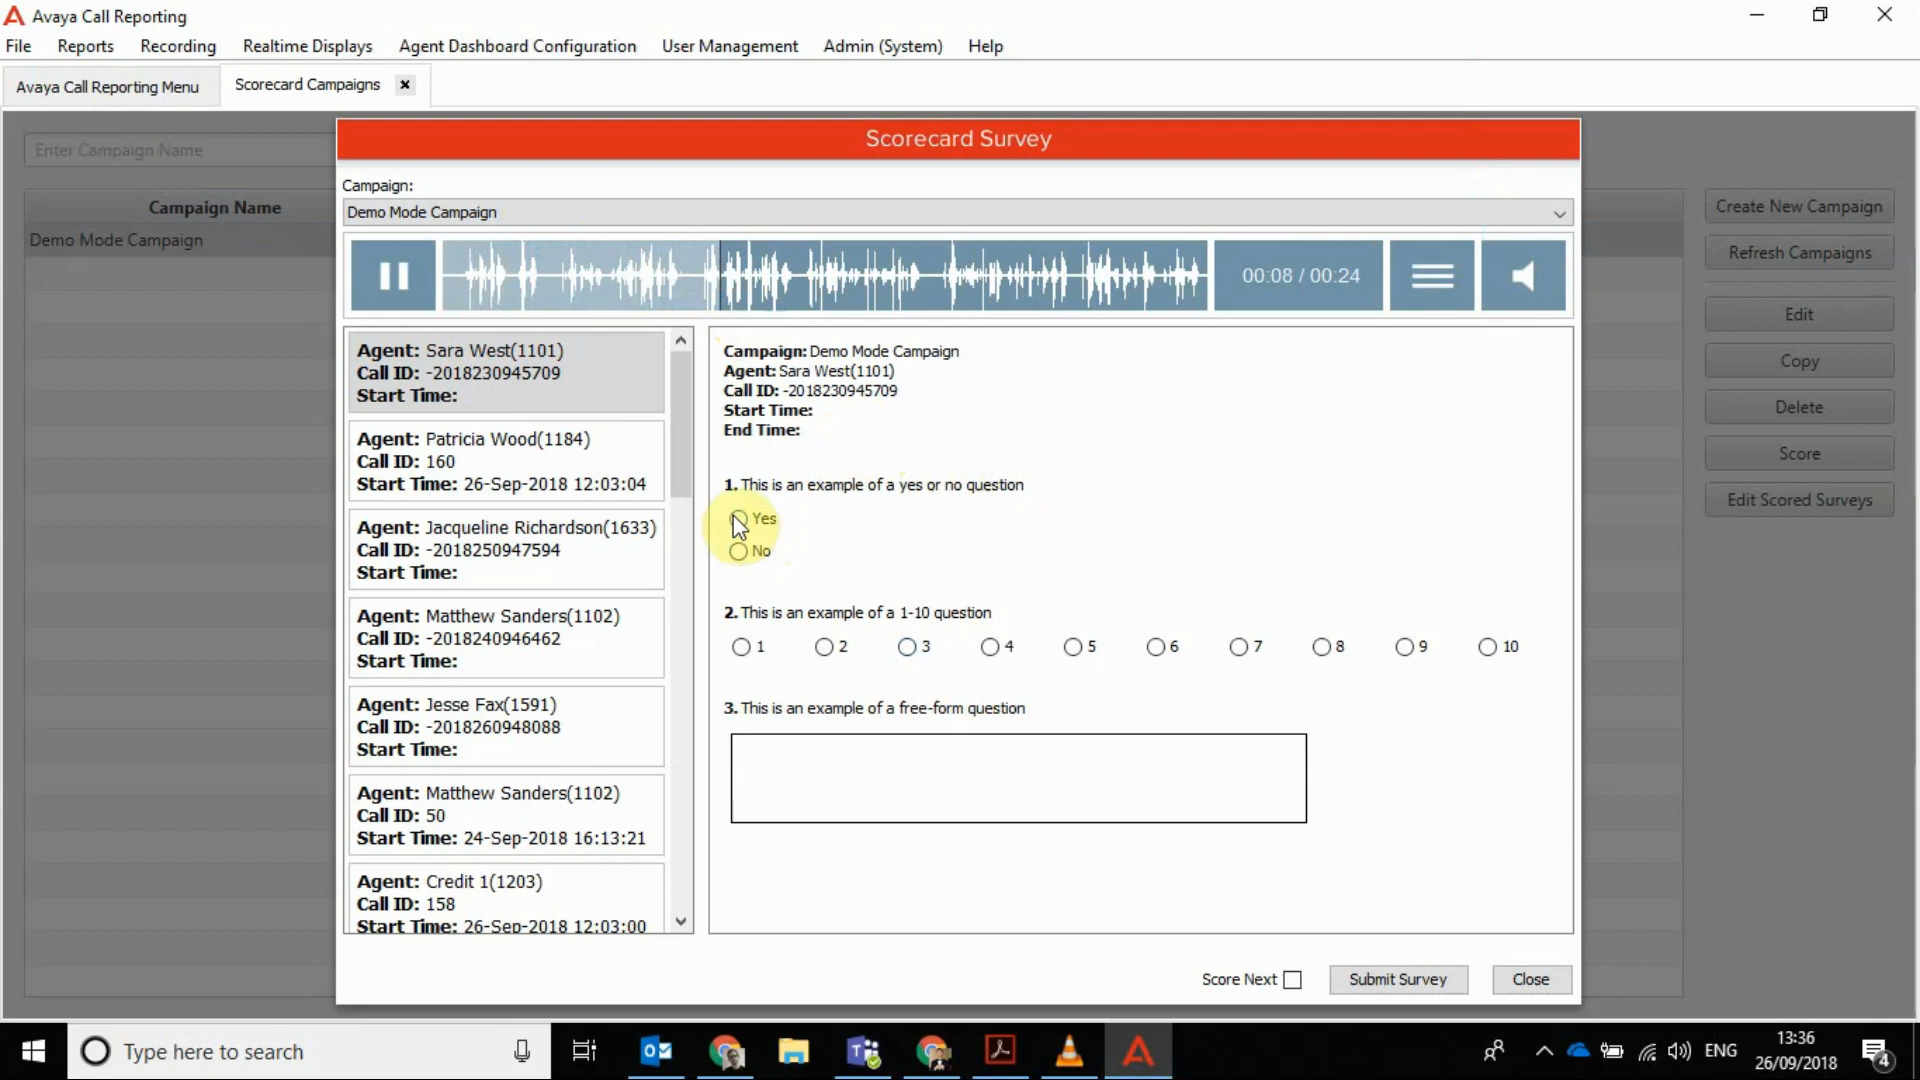 Avaya Call Reporting
File Reports Recording Realtime Displays Agent Dashboard Configuration User Management Admin (System) Help
Avaya Call Reporting Menu Scorecard Campaigns
Enter Campaign Name
Campaign Name
Demo Mode Campaign
Create New Campaign
Refresh Campaigns
Edit
Copy
Delete
Score
Edit Scored Surveys
Scorecard Survey
Campaign:
Demo Mode Campaign
00:08 / 00:24
Agent: Sara West(1101)
Call ID: -2018230945709
Start Time:
Agent: Patricia Wood(1184)
Call ID: 160
Start Time: 26-Sep-2018 12:03:04
Agent: Jacqueline Richardson(1633)
Call ID: -2018250947594
Start Time:
Agent: Matthew Sanders(1102)
Call ID: -2018240946462
Start Time:
Agent: Jesse Fax(1591)
Call ID: -2018260948088
Start Time:
Agent: Matthew Sanders(1102)
Call ID: 50
Start Time: 24-Sep-2018 16:13:21
Agent: Credit 1(1203)
Call ID: 158
Start Time: 26-Sep-2018 12:03:00
Campaign: Demo Mode Campaign
Agent: Sara West(1101)
Call ID: -2018230945709
Start Time:
End Time:
1. This is an example of a yes or no question
Yes
No
2. This is an example of a 1-10 question
1 2 3 4 5 6 7 8 9 10
3. This is an example of a free-form question
Score Next Submit Survey Close
Type here to search
ENG
13:36
26/09/2018
4